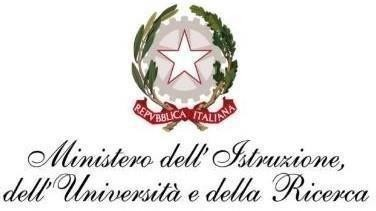 REPVBBLICA ITALIANA
Ministero dell'Istruzione,
dell'Università e della Ricerca